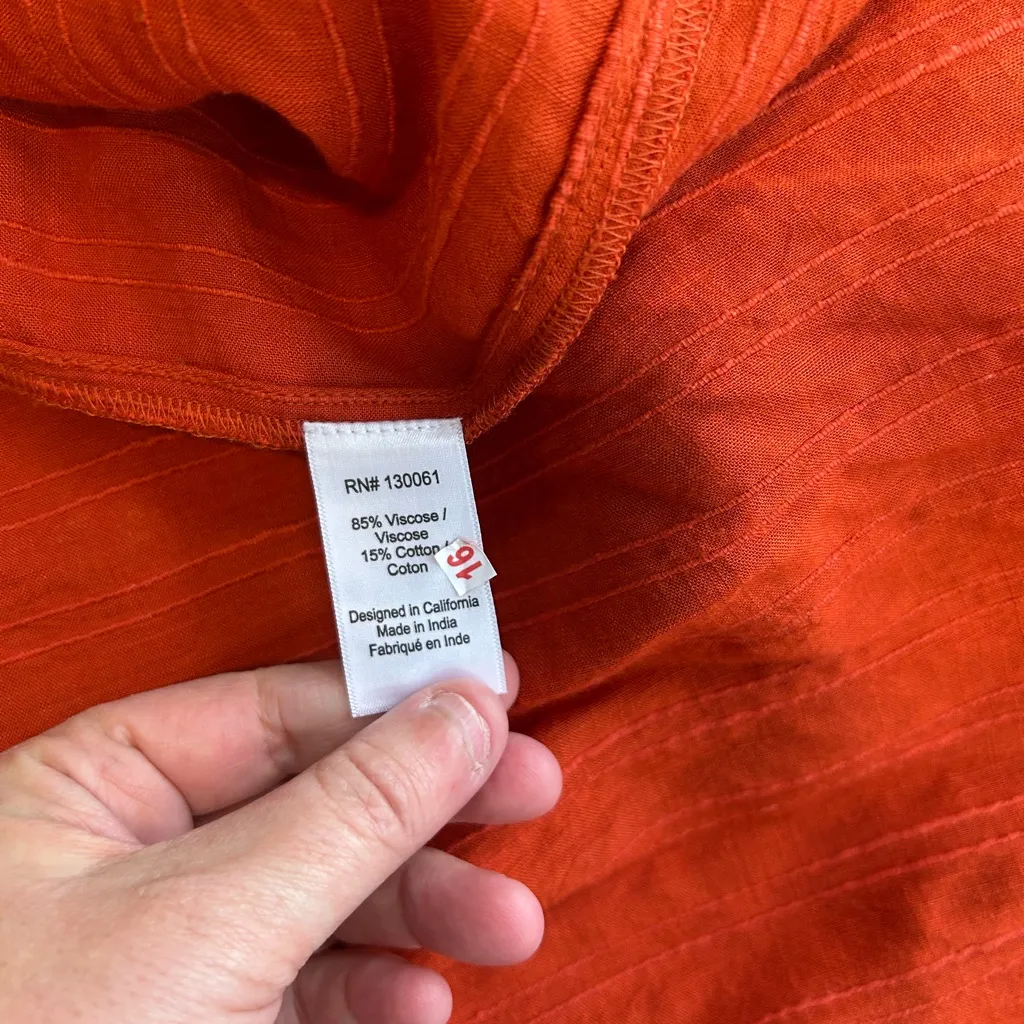 RN# 130061
85% Viscose /
Viscose
15% Cotton /
Coton
16
Designed in California
Made in India
Fabriqué en Inde